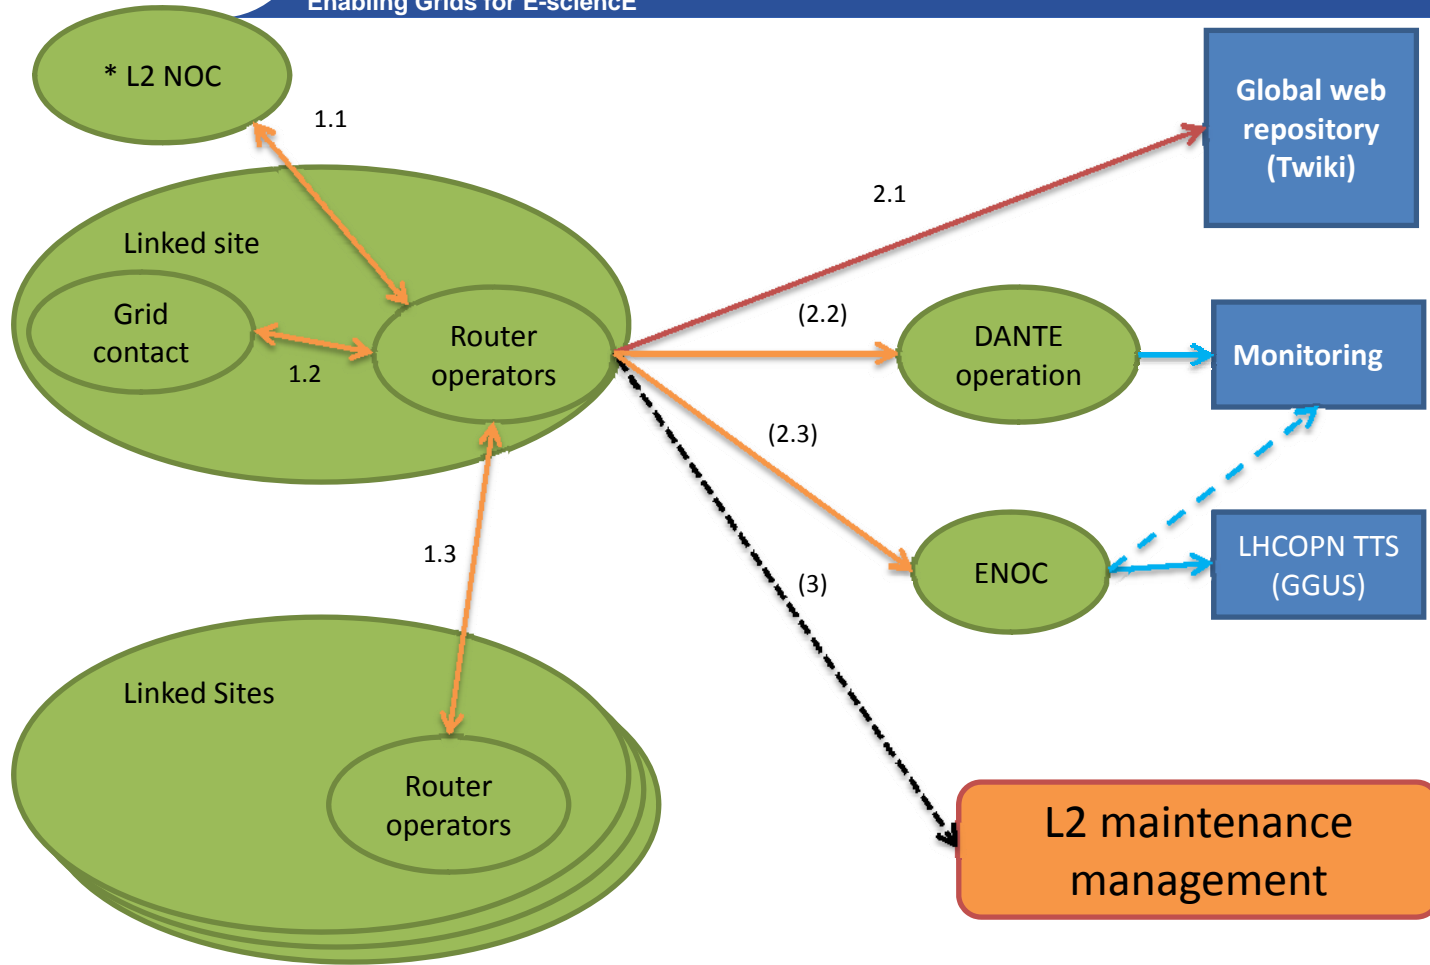 Enabling Grids for E-sciencE
* L2 NOC
1.1
Global web
repository
(Twiki)
2.1
Linked site
Grid
contact
1.2
Router
operators
(2.2)
DANTE
operation
Monitoring
(2.3)
1.3
(3)
ENOC
LHCOPN TTS
(GGUS)
Linked Sites
Router
operators
L2 maintenance
management